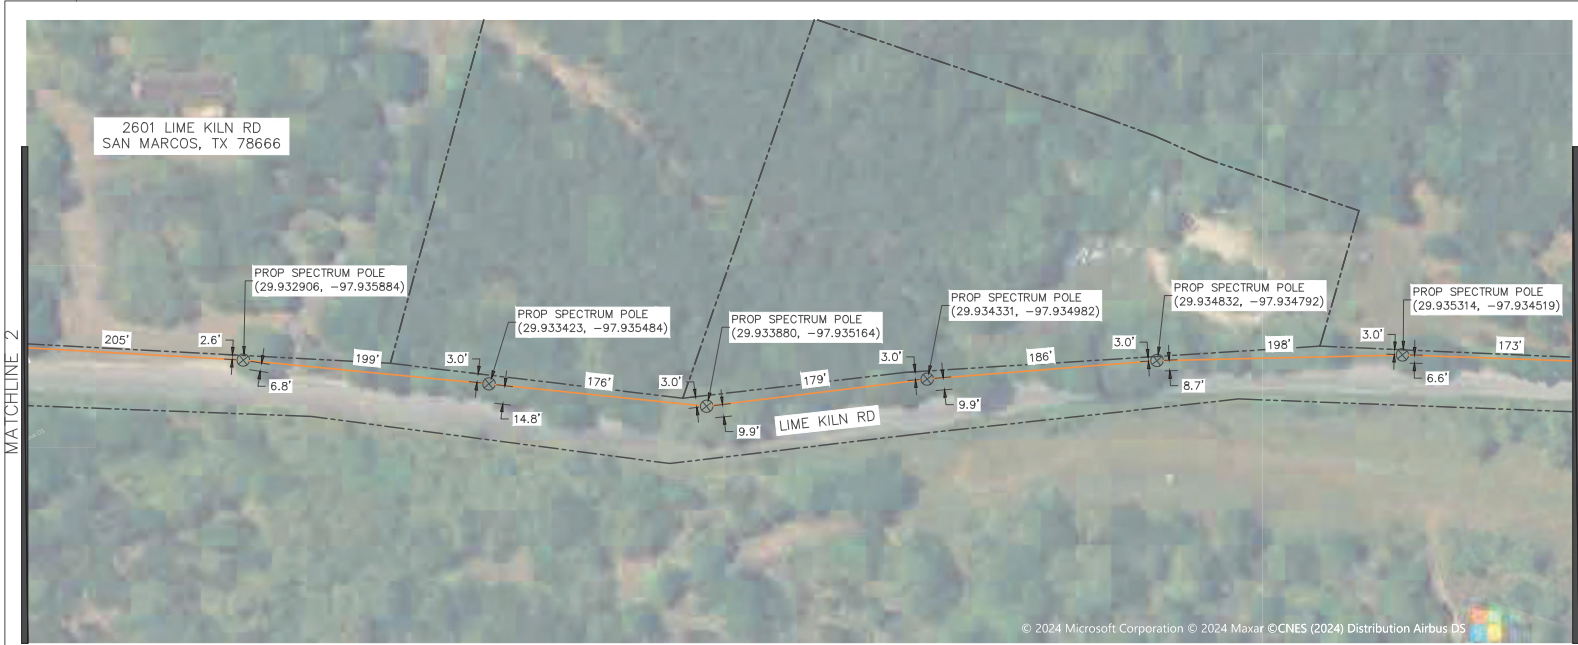 2601 LIME KILN RD
SAN MARCOS, TX 78666
PROP SPECTRUM POLE
(29.932906, -97.935884)
PROP SPECTRUM POLE
(29.933423, -97.935484)
PROP SPECTRUM POLE
(29.933880, -97.935164)
PROP SPECTRUM POLE
(29.934331, -97.934982)
PROP SPECTRUM POLE
(29.934832, -97.934792)
PROP SPECTRUM POLE
(29.935314, -97.934519)
MATCHLINE 2
205'
2.6'
6.8'
199'
3.0'
14.8'
176'
3.0'
9.9'
179'
LIME KILN RD
3.0'
9.9'
186'
3.0'
8.7'
198'
3.0'
6.6'
173'
© 2024 Microsoft Corporation © 2024 Maxar ©CNES (2024) Distribution Airbus DS